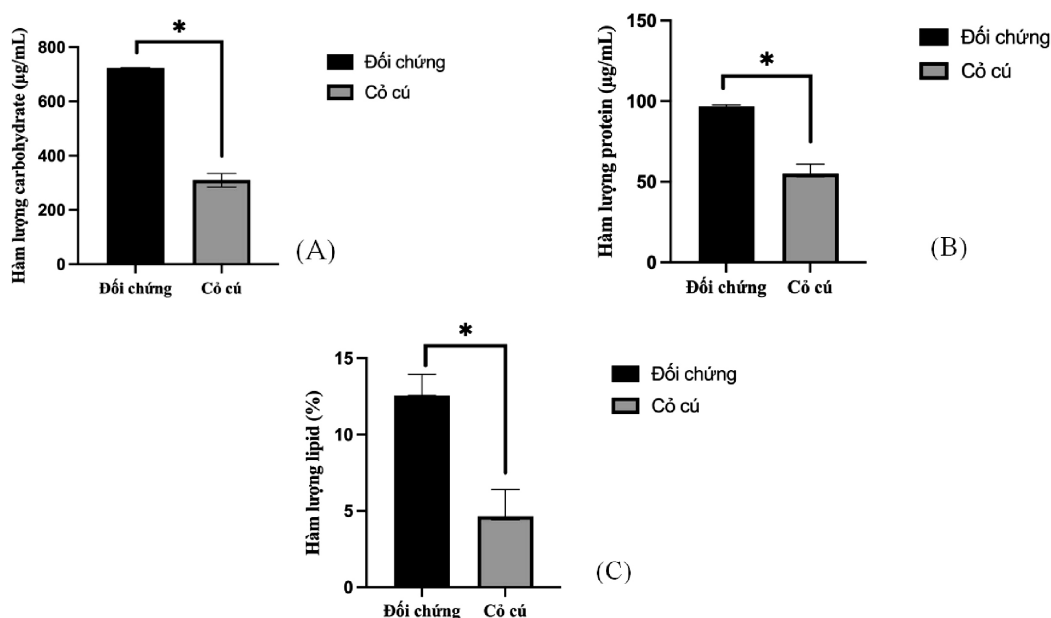 Hàm lượng carbohydrate (µg/mL)
800
600
400
200
0
*
Đối chứng
Cỏ cú
Đối chứng
Cỏ cú
(A)
Hàm lượng protein (µg/mL)
150
100
50
0
*
Đối chứng
Cỏ cú
Đối chứng
Cỏ cú
(B)
Hàm lượng lipid (%)
15
10
5
0
*
Đối chứng
Cỏ cú
Đối chứng
Cỏ cú
(C)